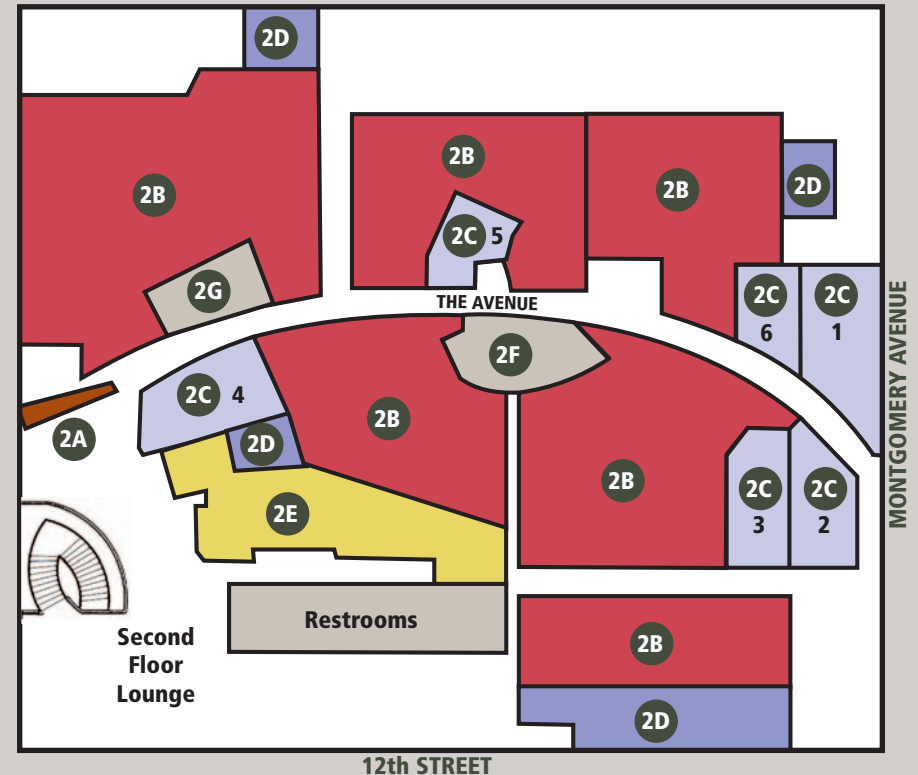 2D
2B
2B
2B
2D
2C 5
2G
2C
6
2C
1
THE AVENUE
2F
2C 4
2B
2A
2D
2B
2C
3
2C
2
2E
MONTGOMERY AVENUE
Restrooms
Second
Floor
Lounge
2B
2D
12th STREET